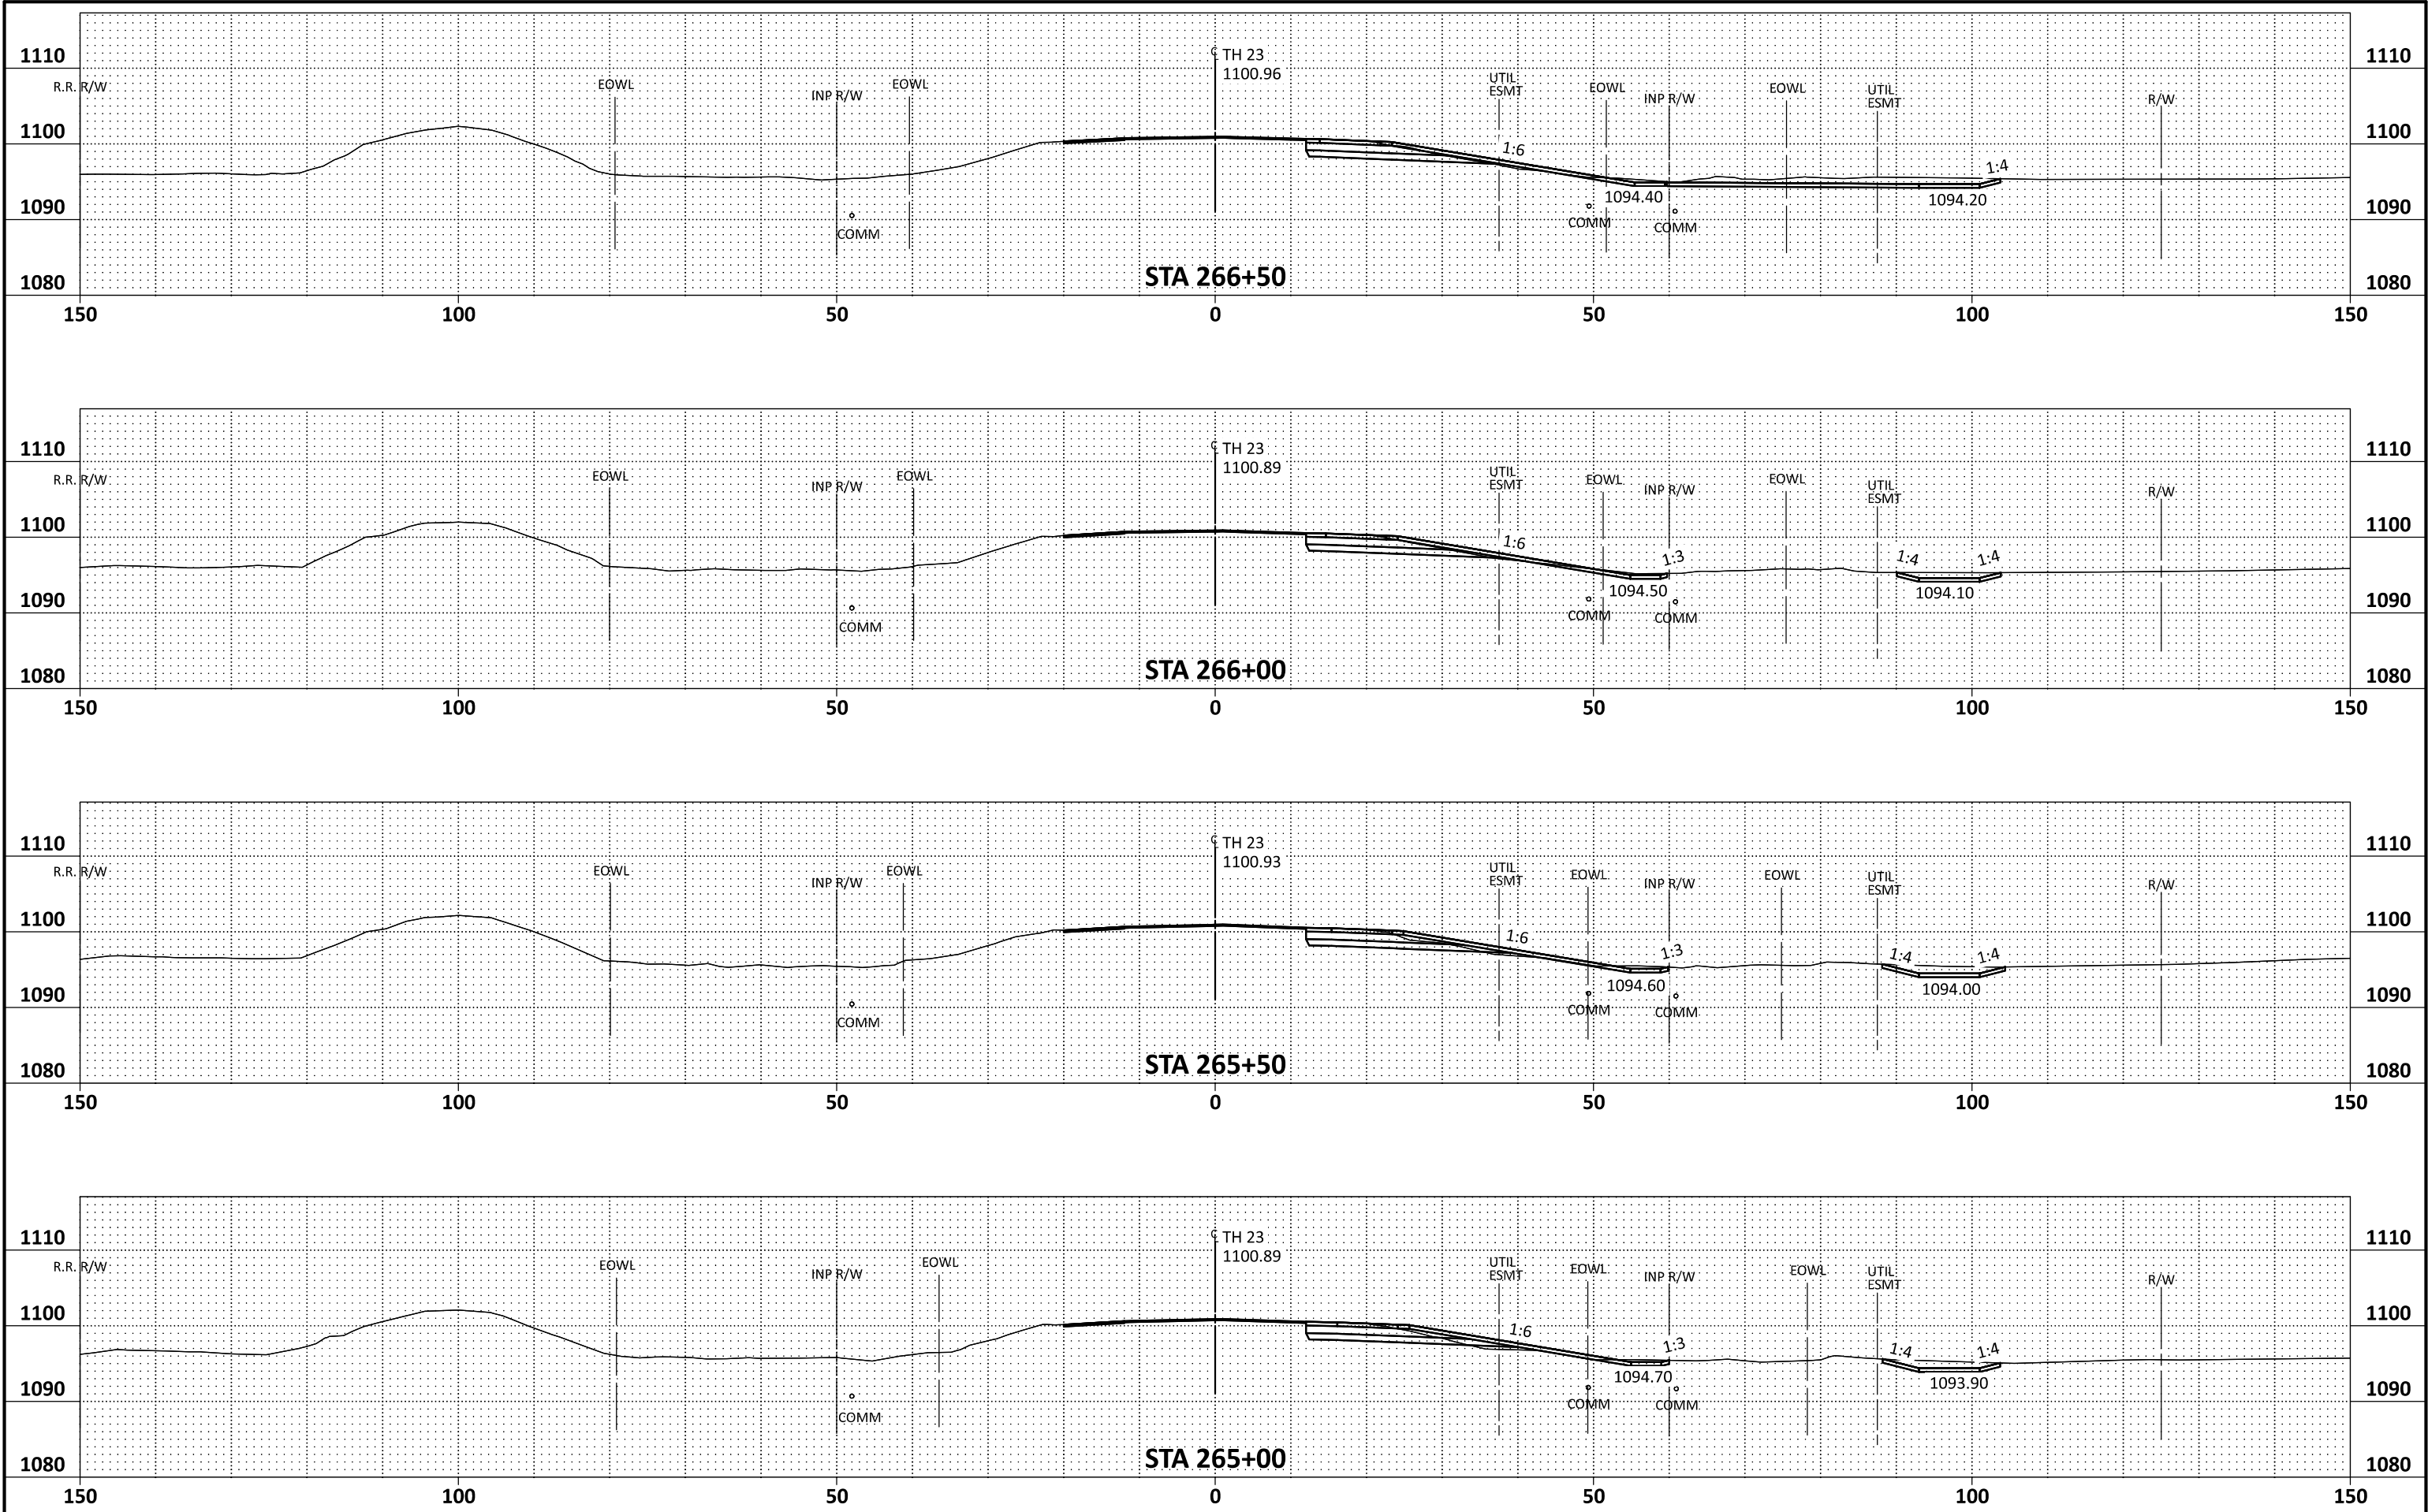 ℄ TH 23
1100.96
1110
1110
R.R. R/W
EOWL
INP R/W
EOWL
UTIL
ESMT
EOWL
INP R/W
EOWL
UTIL
ESMT
R/W
1100
1100
1:6
1:4
1094.40
1094.20
1090
1090
COMM
COMM
COMM
STA 266+50
1080
1080
150
100
50
0
50
100
150
℄ TH 23
1100.89
1110
1110
R.R. R/W
EOWL
INP R/W
EOWL
UTIL
ESMT
EOWL
INP R/W
EOWL
UTIL
ESMT
R/W
1100
1100
1:6
1:3
1:4
1:4
1094.50
1094.10
1090
1090
COMM
COMM
COMM
STA 266+00
1080
1080
150
100
50
0
50
100
150
℄ TH 23
1100.93
1110
1110
R.R. R/W
EOWL
INP R/W
EOWL
UTIL
ESMT
EOWL
INP R/W
EOWL
UTIL
ESMT
R/W
1100
1100
1:6
1:3
1:4
1:4
1094.60
1094.00
1090
1090
COMM
COMM
COMM
STA 265+50
1080
1080
150
100
50
0
50
100
150
℄ TH 23
1100.89
1110
1110
R.R. R/W
EOWL
INP R/W
EOWL
UTIL
ESMT
EOWL
INP R/W
EOWL
UTIL
ESMT
R/W
1100
1100
1:6
1:3
1:4
1:4
1094.70
1093.90
1090
1090
COMM
COMM
COMM
STA 265+00
1080
1080
150
100
50
0
50
100
150